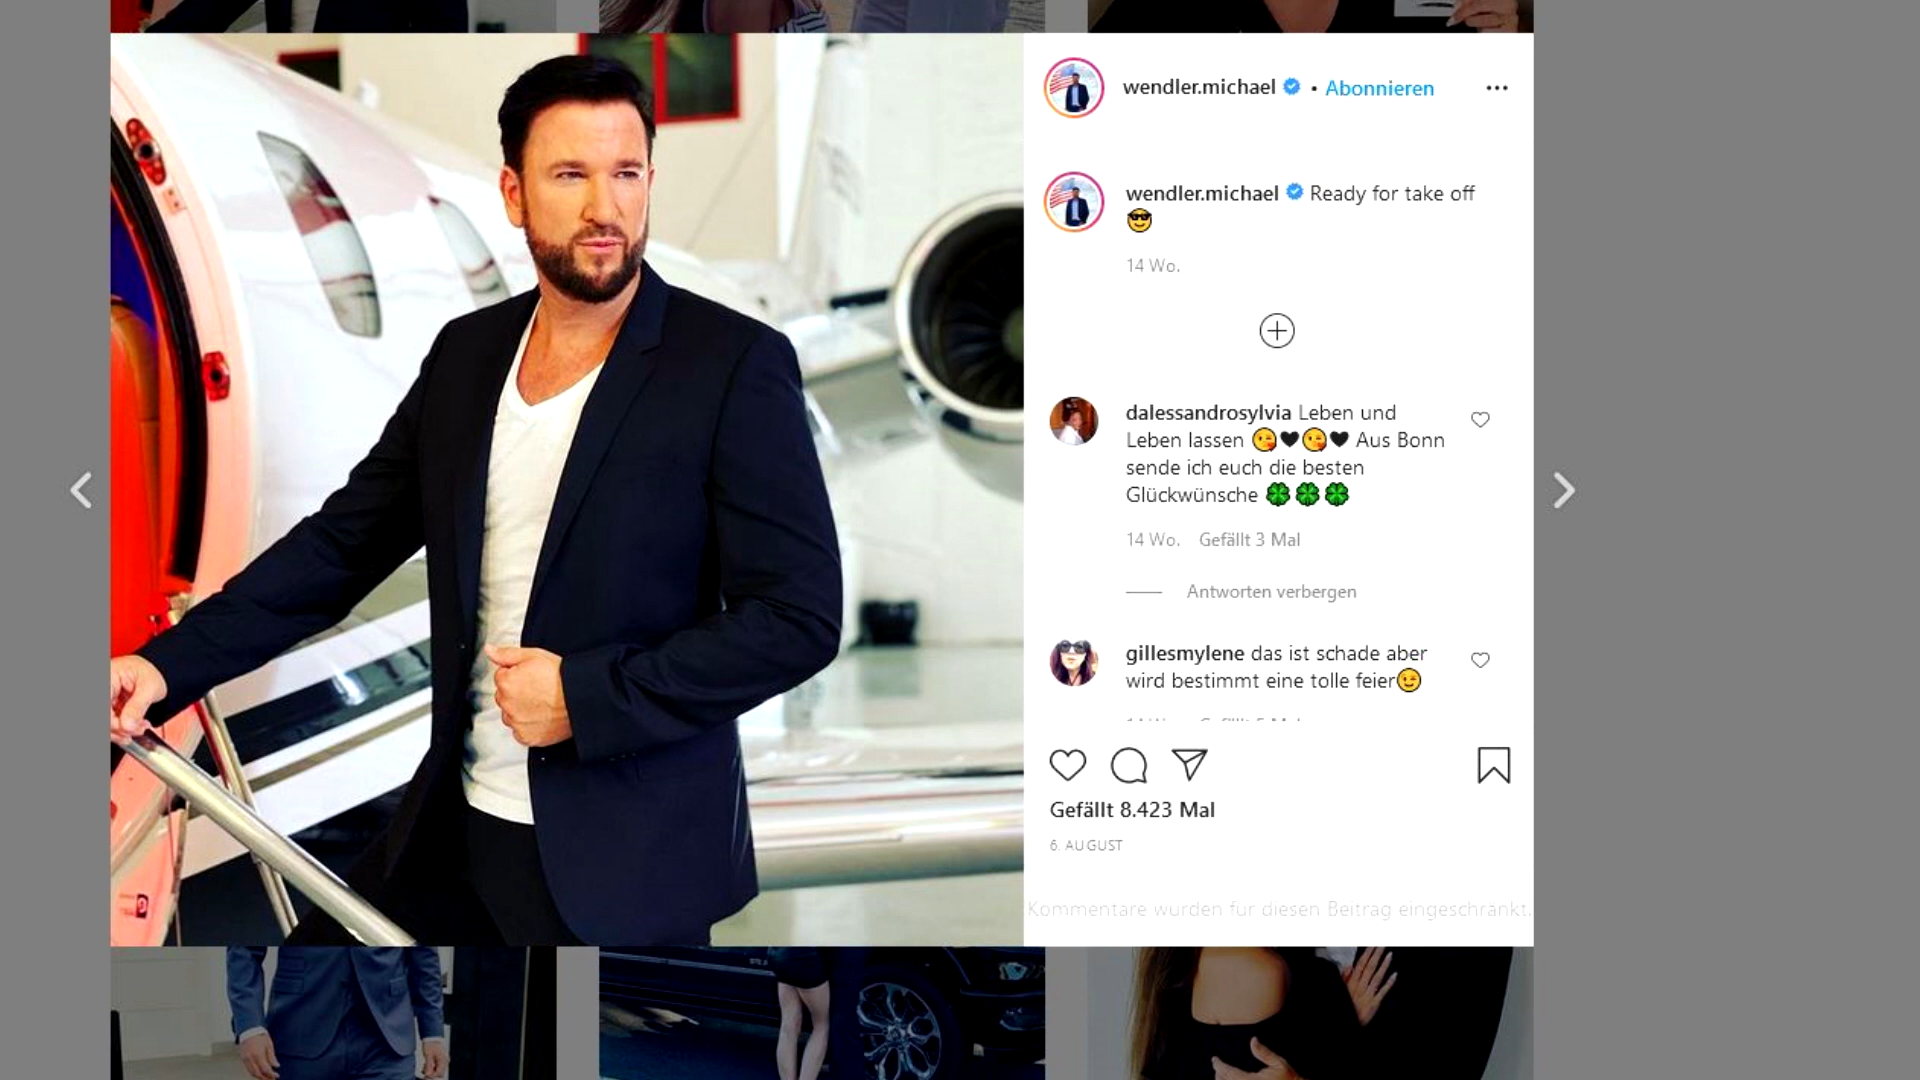 wendler.michael • Abonnieren
wendler.michael Ready for take off
😎
14 Wo.
dalessandrosylvia Leben und
Leben lassen 😘🖤😘🖤 Aus Bonn
sende ich euch die besten
Glückwünsche 🍀🍀🍀
14 Wo. Gefällt 3 Mal
Antworten verbergen
gillesmylene das ist schade aber
wird bestimmt eine tolle feier😉
Gefällt 8.423 Mal
6. AUGUST
Kommentare wurden für diesen Beitrag eingeschränkt.